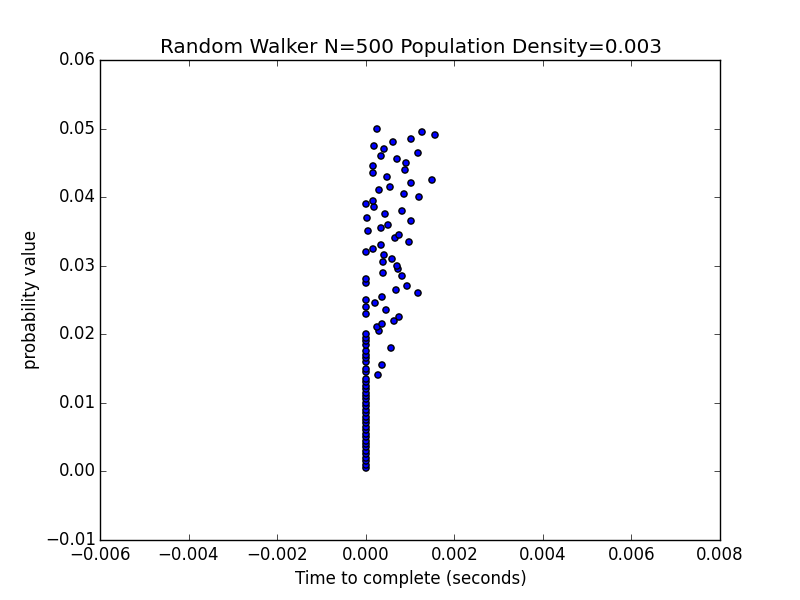 Random Walker N=500 Population Density=0.003
0.06
0.05
0.04
0.03
0.02
0.01
0.00
−0.01
probability value
−0.006 −0.004 −0.002 0.000 0.002 0.004 0.006 0.008
Time to complete (seconds)